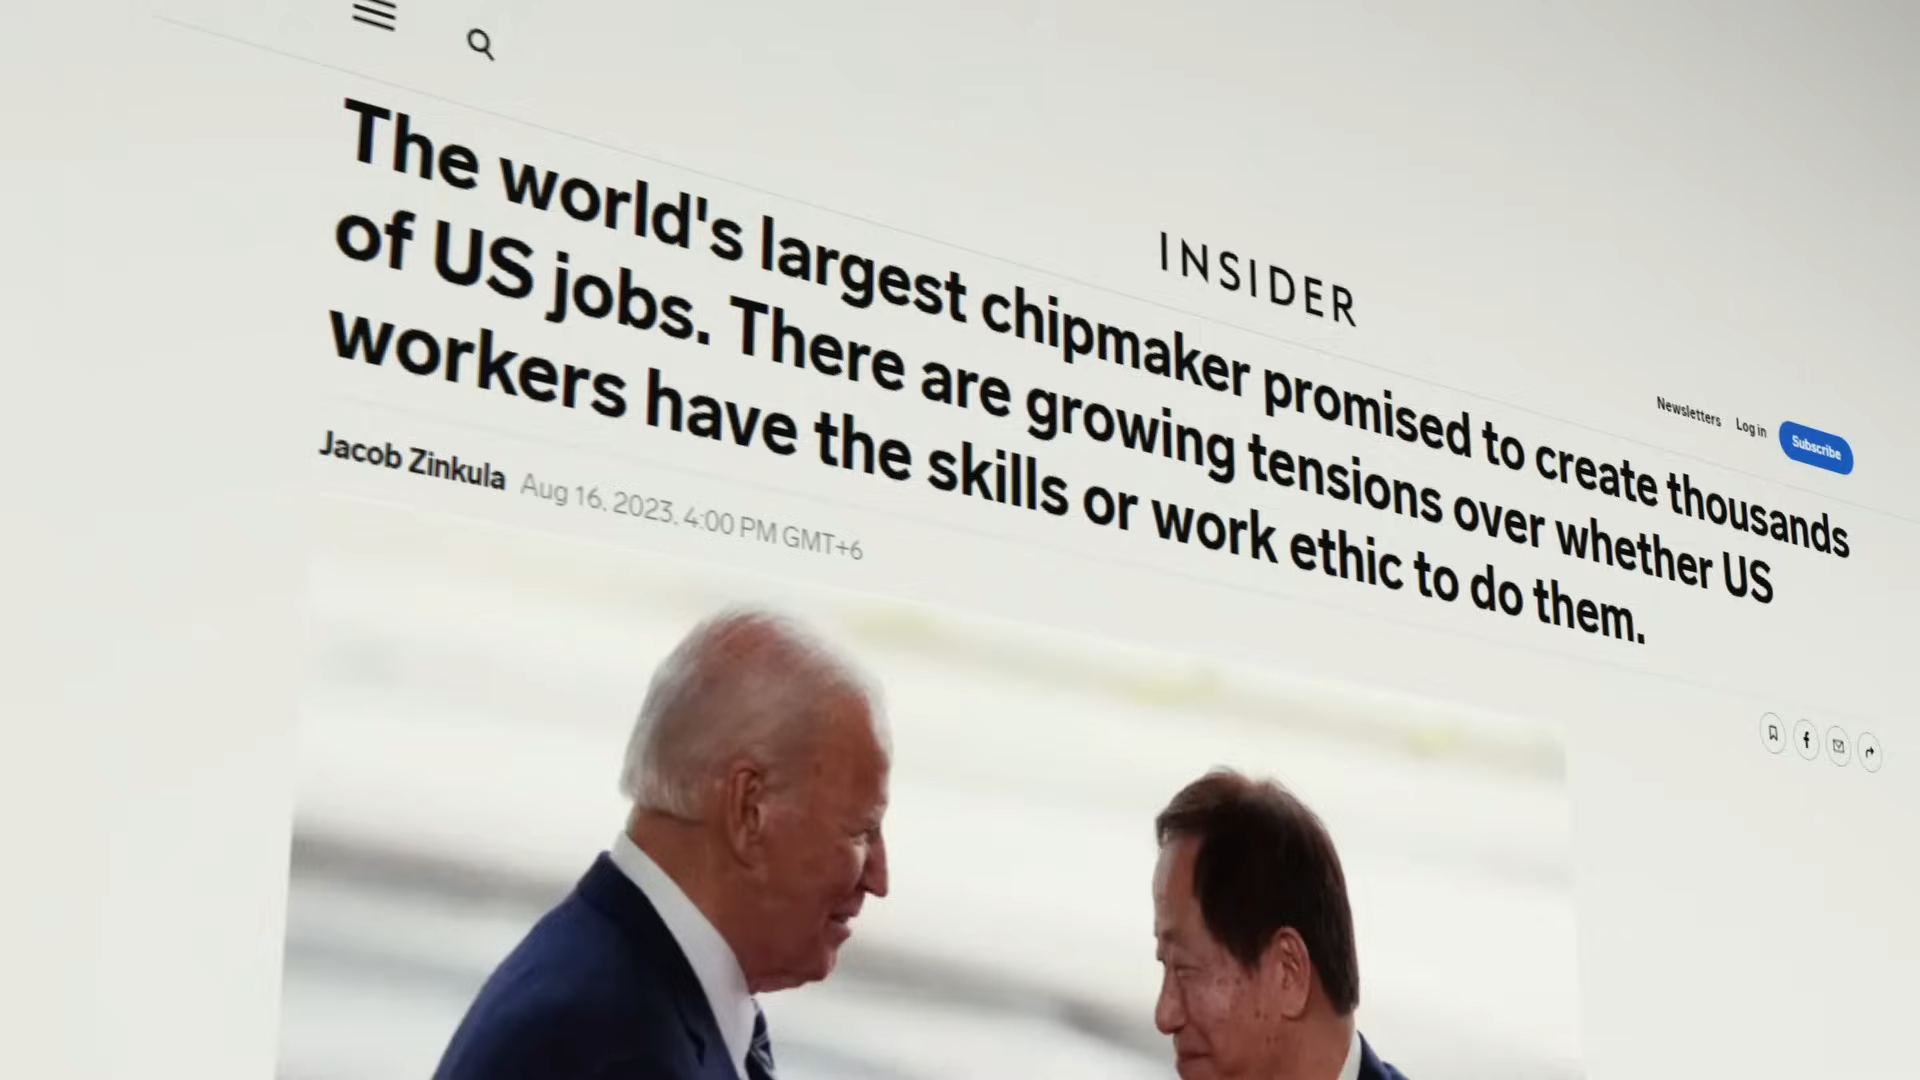 INSIDER
Newsletters Log in Subscribe
The world's largest chipmaker promised to create thousands
of US jobs. There are growing tensions over whether US
workers have the skills or work ethic to do them.
Jacob Zinkula Aug 16, 2023, 4:00 PM GMT+6